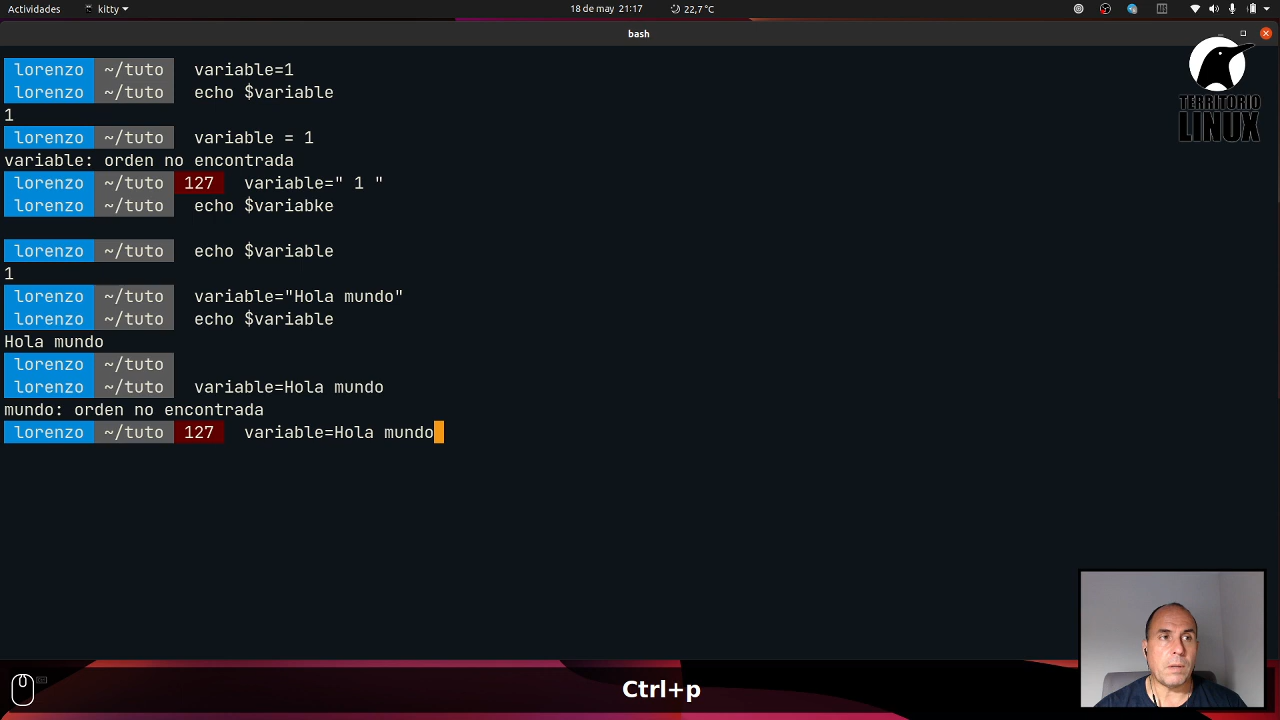 Actividades kitty 18 de may 21:17 22,7 °C
bash
lorenzo ~/tuto variable=1
lorenzo ~/tuto echo $variable
1
lorenzo ~/tuto variable = 1
variable: orden no encontrada
lorenzo ~/tuto 127 variable=" 1 "
lorenzo ~/tuto echo $variabke
lorenzo ~/tuto echo $variable
1
lorenzo ~/tuto variable="Hola mundo"
lorenzo ~/tuto echo $variable
Hola mundo
lorenzo ~/tuto
lorenzo ~/tuto variable=Hola mundo
mundo: orden no encontrada
lorenzo ~/tuto 127 variable=Hola mundo
TERRITORIO
LINUX
Ctrl+p